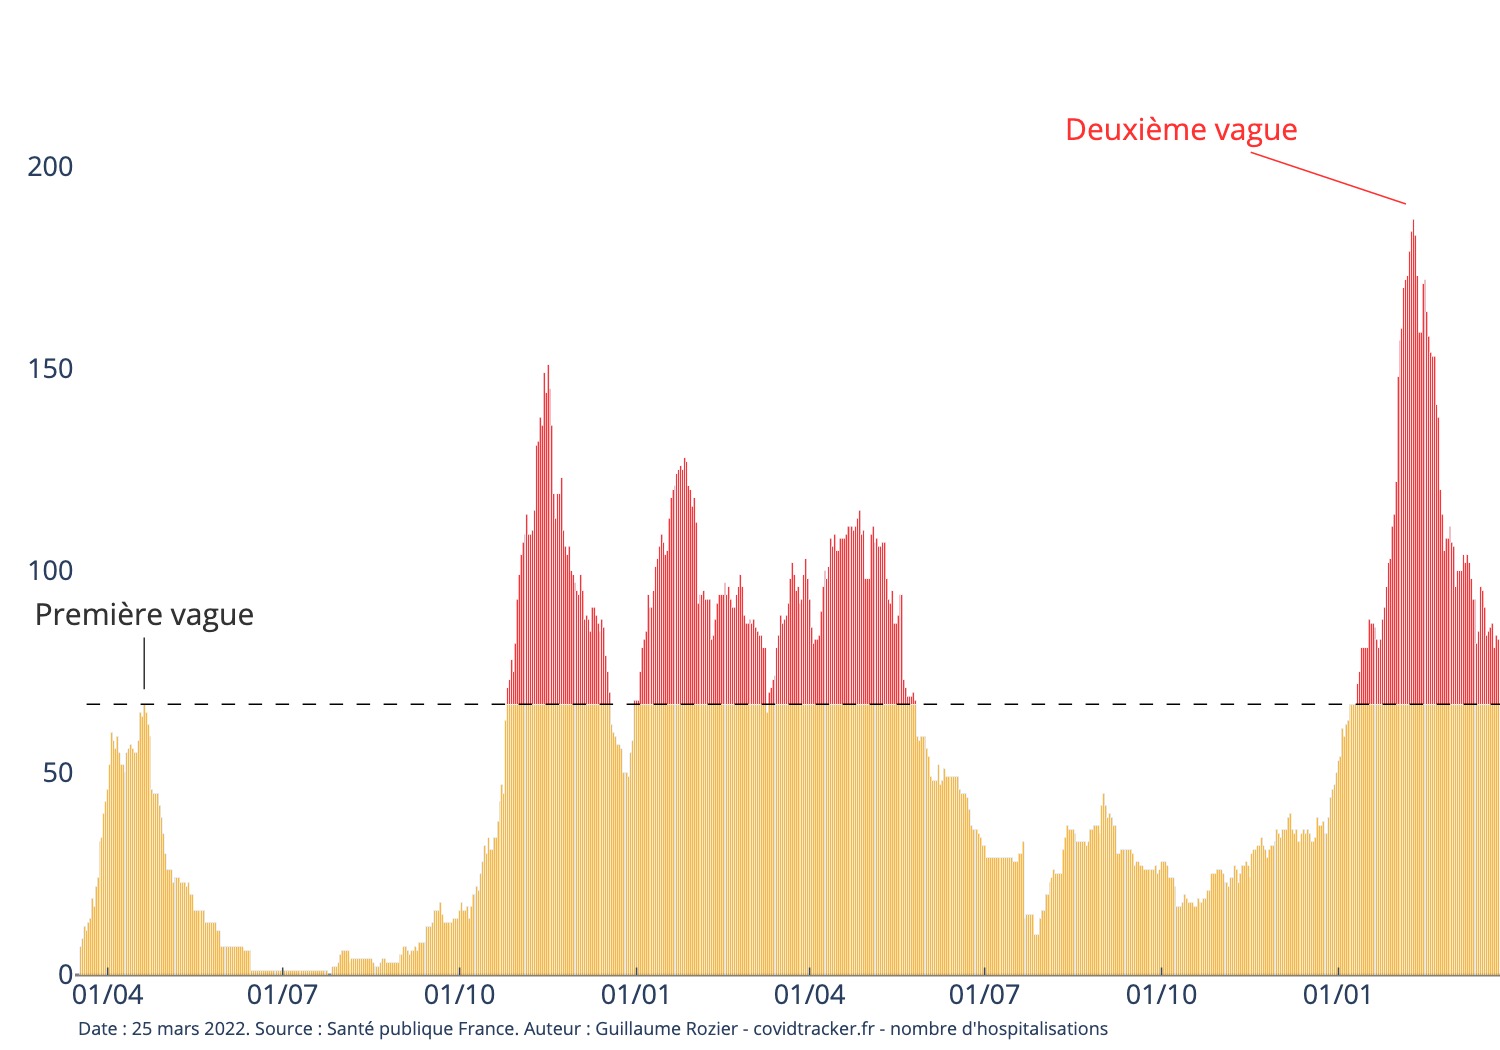 Deuxième vague
200
150
100
Première vague
50
0
01/04 01/07 01/10 01/01 01/04 01/07 01/10 01/01
Date : 25 mars 2022. Source : Santé publique France. Auteur : Guillaume Rozier - covidtracker.fr - nombre d'hospitalisations